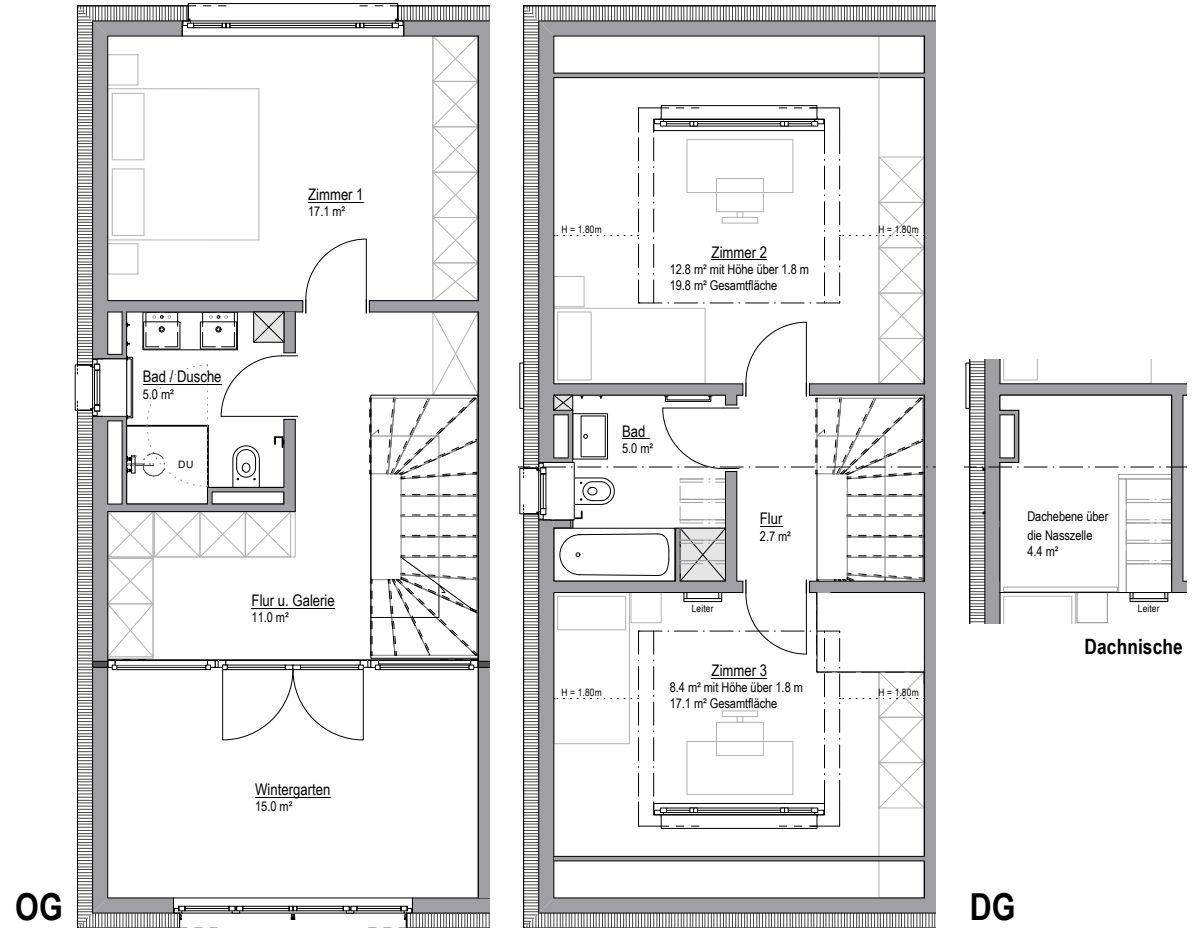 Zimmer 1
17.1 m²
Bad / Dusche
5.0 m²
DU
Flur u. Galerie
11.0 m²
Wintergarten
15.0 m²
OG
H = 1.80m
H = 1.80m
Zimmer 2
12.8 m² mit Höhe über 1.8 m
19.8 m² Gesamtfläche
Bad
5.0 m²
Flur
2.7 m²
Leiter
Zimmer 3
8.4 m² mit Höhe über 1.8 m
17.1 m² Gesamtfläche
H = 1.80m
H = 1.80m
Dachebene über
die Nasszelle
4.4 m²
Leiter
Dachnische
DG